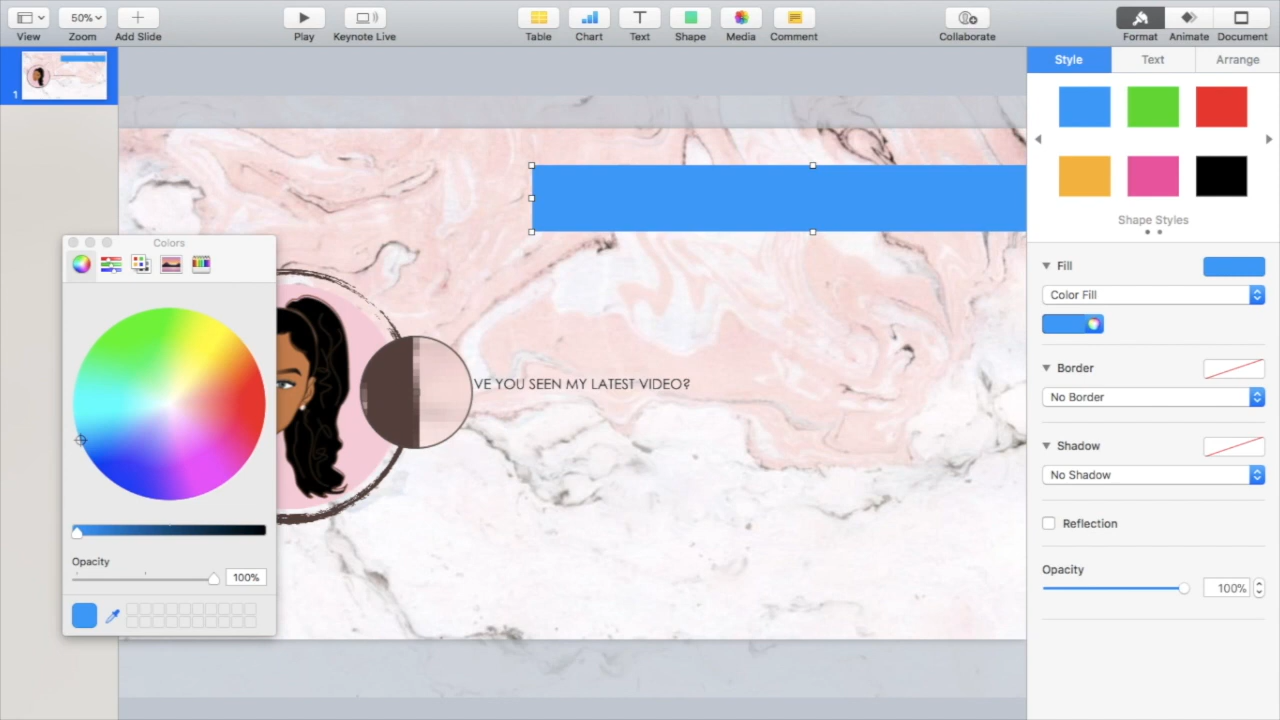 View
50%
Zoom
Add Slide
Play
Keynote Live
Table
Chart
Text
Shape
Media
Comment
Collaborate
Format
Animate
Document
1
Style
Text
Arrange
Shape Styles
Fill
Color Fill
Border
No Border
Shadow
No Shadow
Reflection
Opacity
100%
Colors
Opacity
100%
VE YOU SEEN MY LATEST VIDEO?